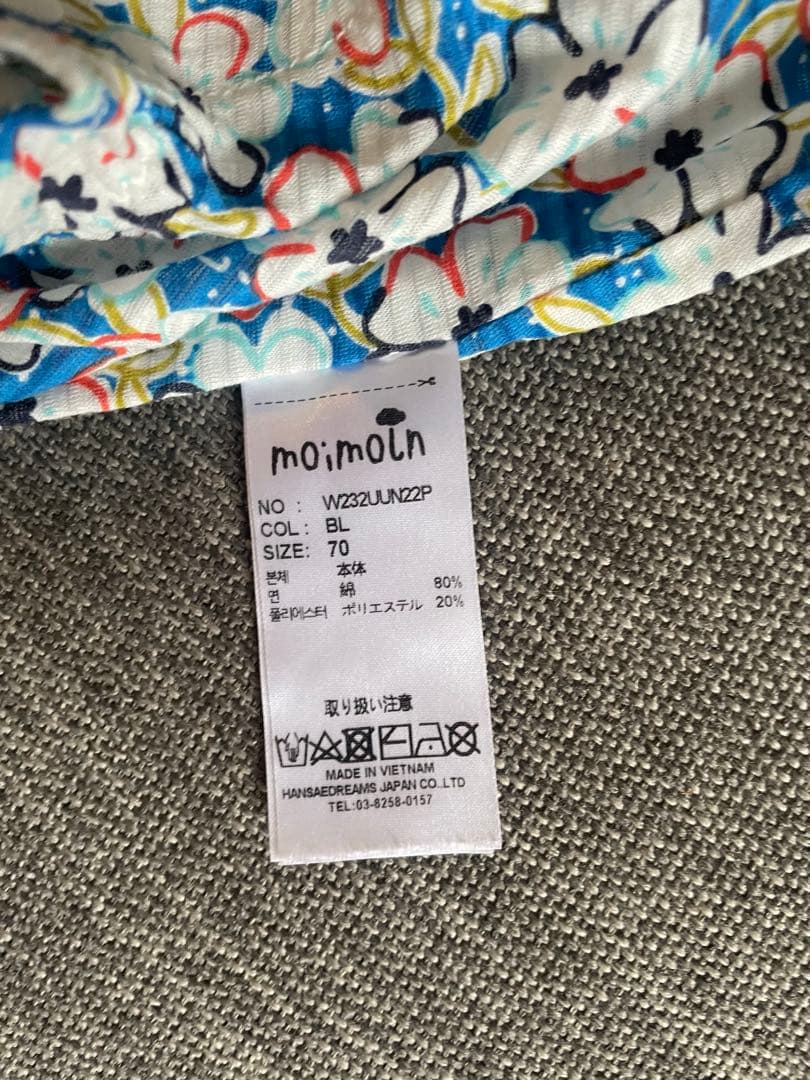 moimoln
NO : W232UUN22P
COL : BL
SIZE: 70
본체 本体
면 綿 80%
폴리에스터 ポリエステル 20%
取り扱い注意
MADE IN VIETNAM
HANSAEDREAMS JAPAN CO.,LTD
TEL:03-8258-0157